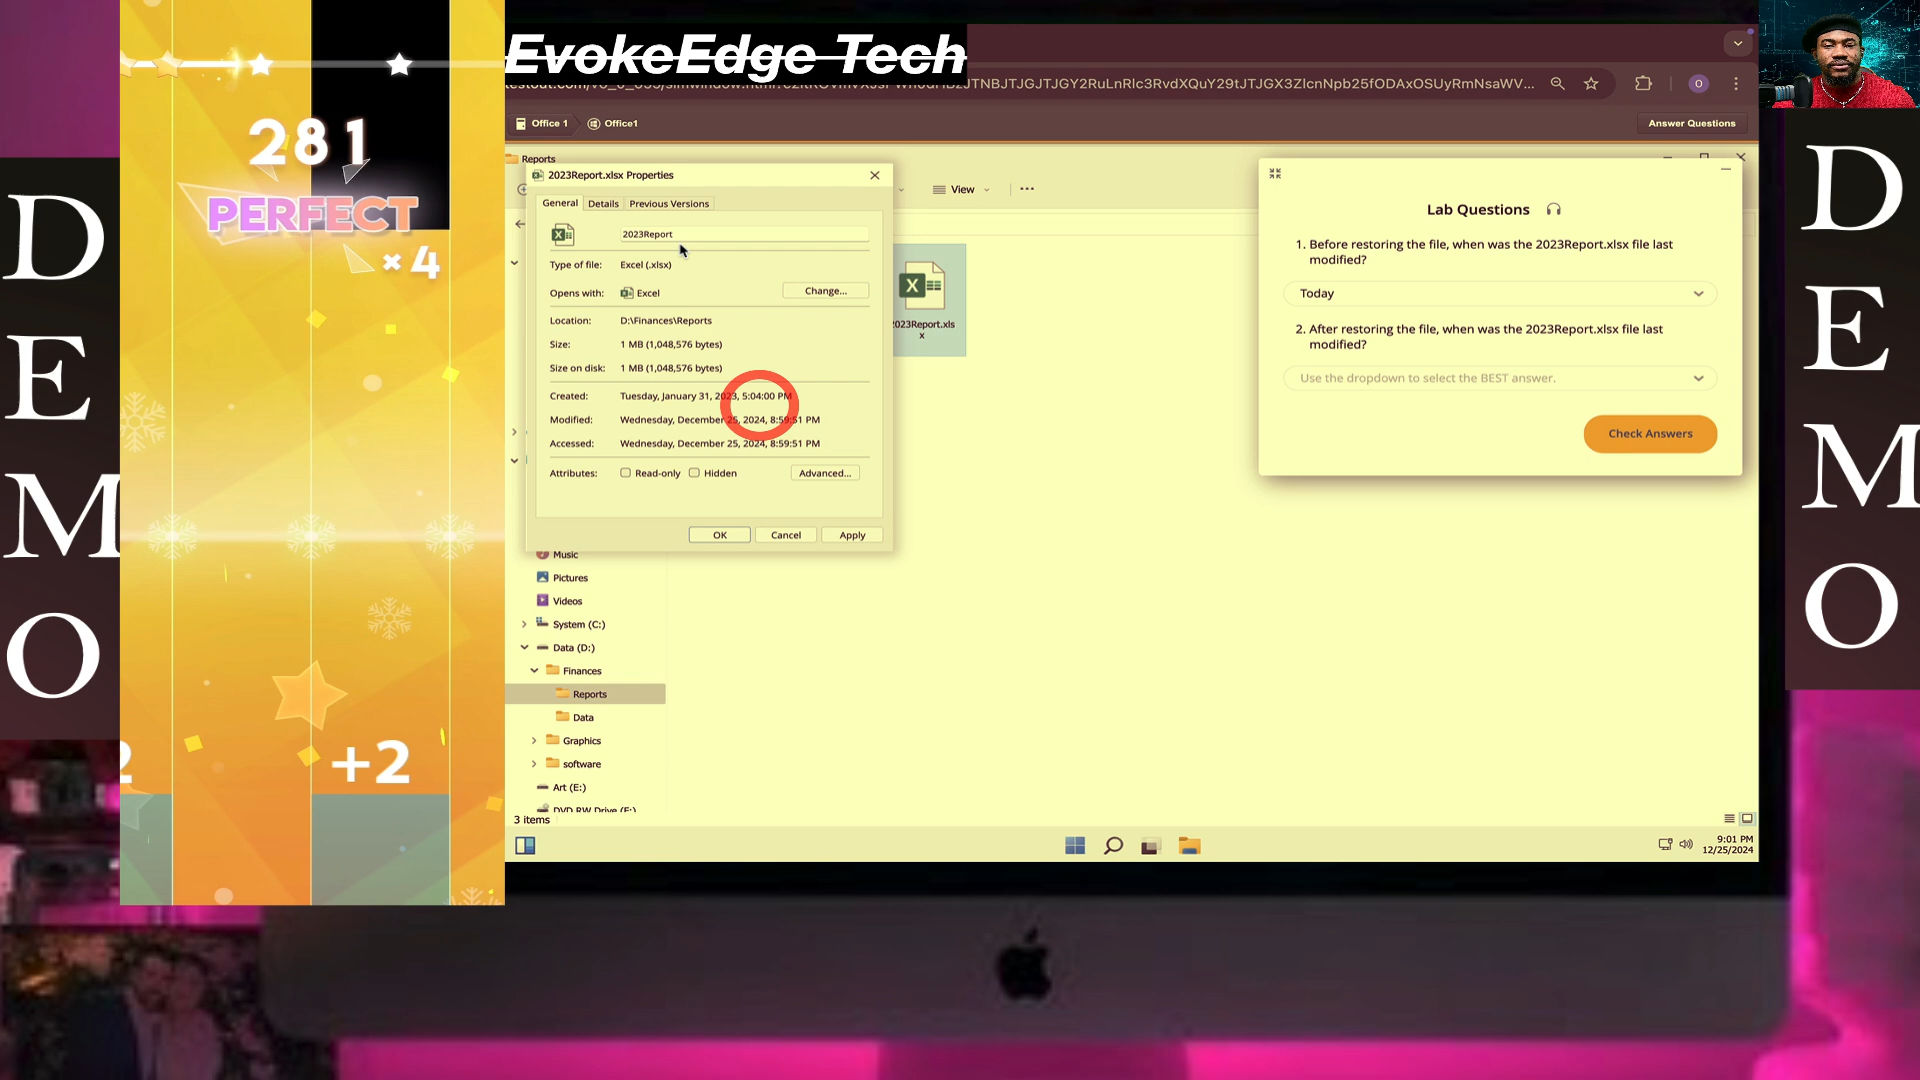 D
E
M
O
281
PERFECT
× 4
2
+2
EvokeEdge Tech
JTNBJTJGJTJGY2RuLnRlc3RvdXQuY29tJTJGX3ZlcnNpb25fODAxOSUyRmNsaWV...
O
Office 1
Office1
Answer Questions
Reports
View
2023Report.xlsx Properties
General
Details
Previous Versions
2023Report
Type of file: Excel (.xlsx)
Opens with: Excel
Change...
Location: D:\Finances\Reports
Size: 1 MB (1,048,576 bytes)
Size on disk: 1 MB (1,048,576 bytes)
Created: Tuesday, January 31, 2023, 5:04:00 PM
Modified: Wednesday, December 25, 2024, 8:59:51 PM
Accessed: Wednesday, December 25, 2024, 8:59:51 PM
Attributes: Read-only Hidden
Advanced...
OK
Cancel
Apply
2023Report.xls
x
Music
Pictures
Videos
System (C:)
Data (D:)
Finances
Reports
Data
Graphics
software
Art (E:)
DVD RW Drive (F:)
3 items
Lab Questions
1. Before restoring the file, when was the 2023Report.xlsx file last
modified?
Today
2. After restoring the file, when was the 2023Report.xlsx file last
modified?
Use the dropdown to select the BEST answer.
Check Answers
9:01 PM
12/25/2024
D
E
M
O